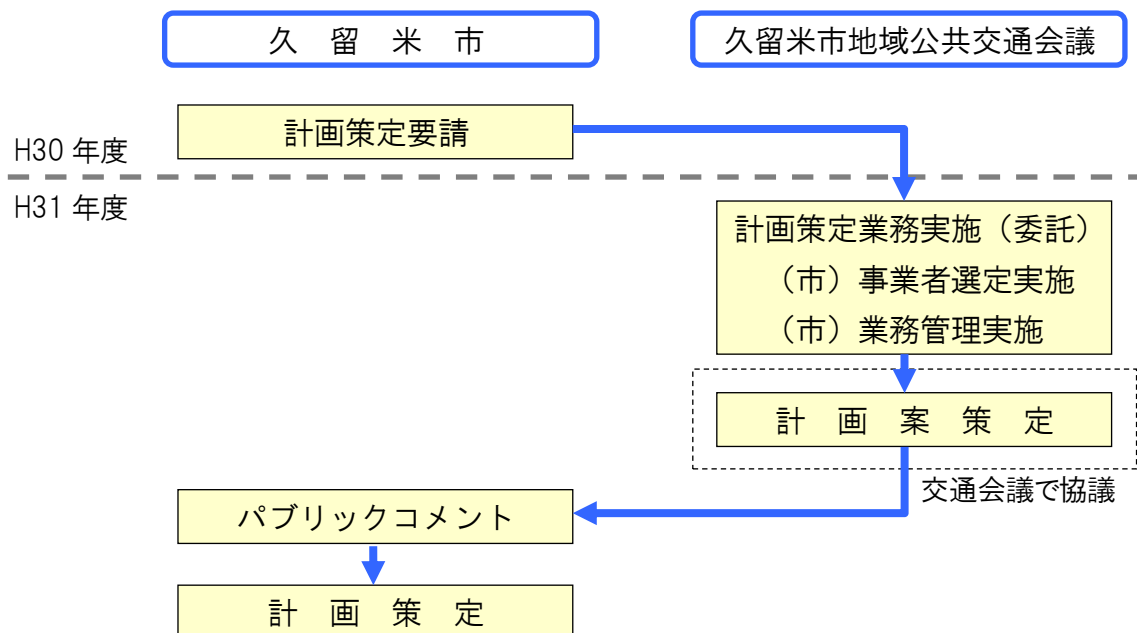 久 留 米 市
久留米市地域公共交通会議
計画策定要請
H30 年度
H31 年度
計画策定業務実施（委託）
（市）事業者選定実施
（市）業務管理実施
計 画 案 策 定
交通会議で協議
パブリックコメント
計 画 策 定